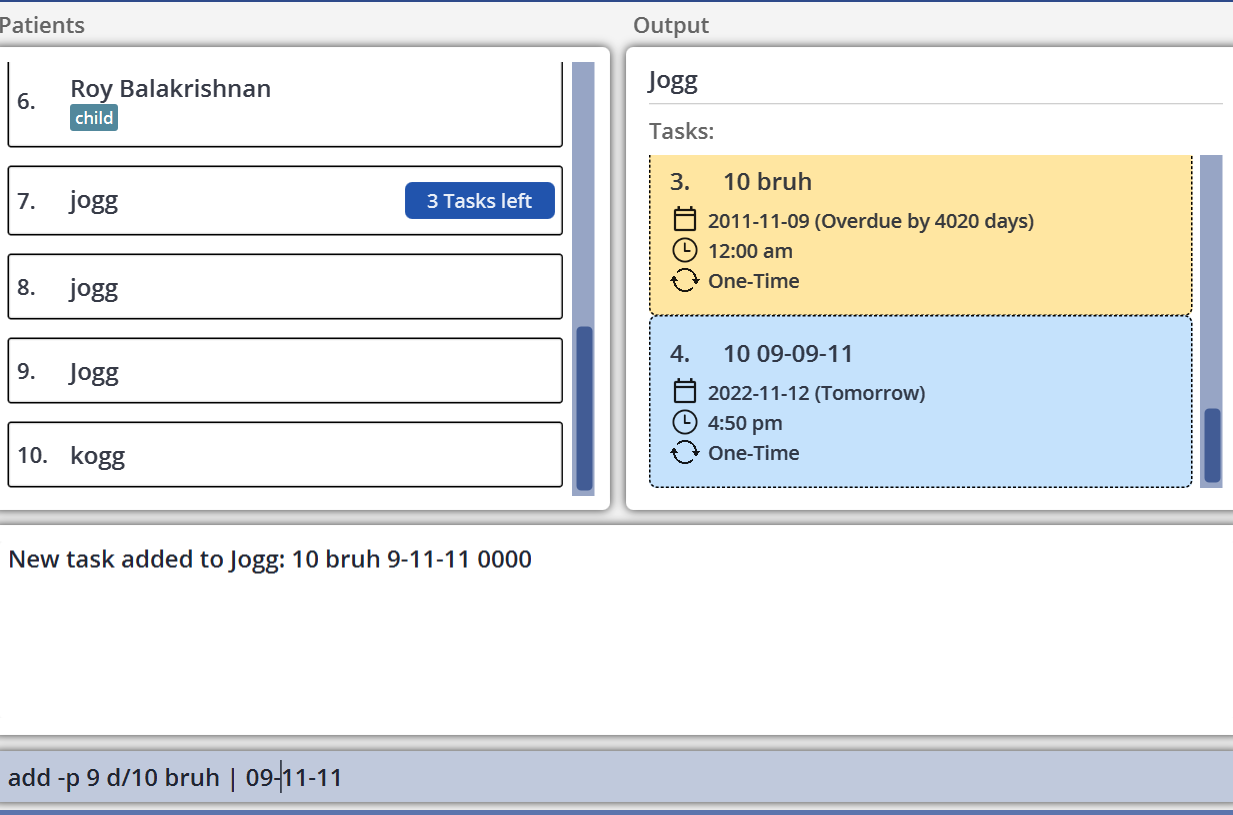 Patients
6.
Roy Balakrishnan
child
7.
jogg
3 Tasks left
8.
jogg
9.
Jogg
10.
kogg
Output
Jogg
Tasks:
3. 10 bruh
2011-11-09 (Overdue by 4020 days)
12:00 am
One-Time
4. 10 09-09-11
2022-11-12 (Tomorrow)
4:50 pm
One-Time
New task added to Jogg: 10 bruh 9-11-11 0000
add -p 9 d/10 bruh | 09-11-11